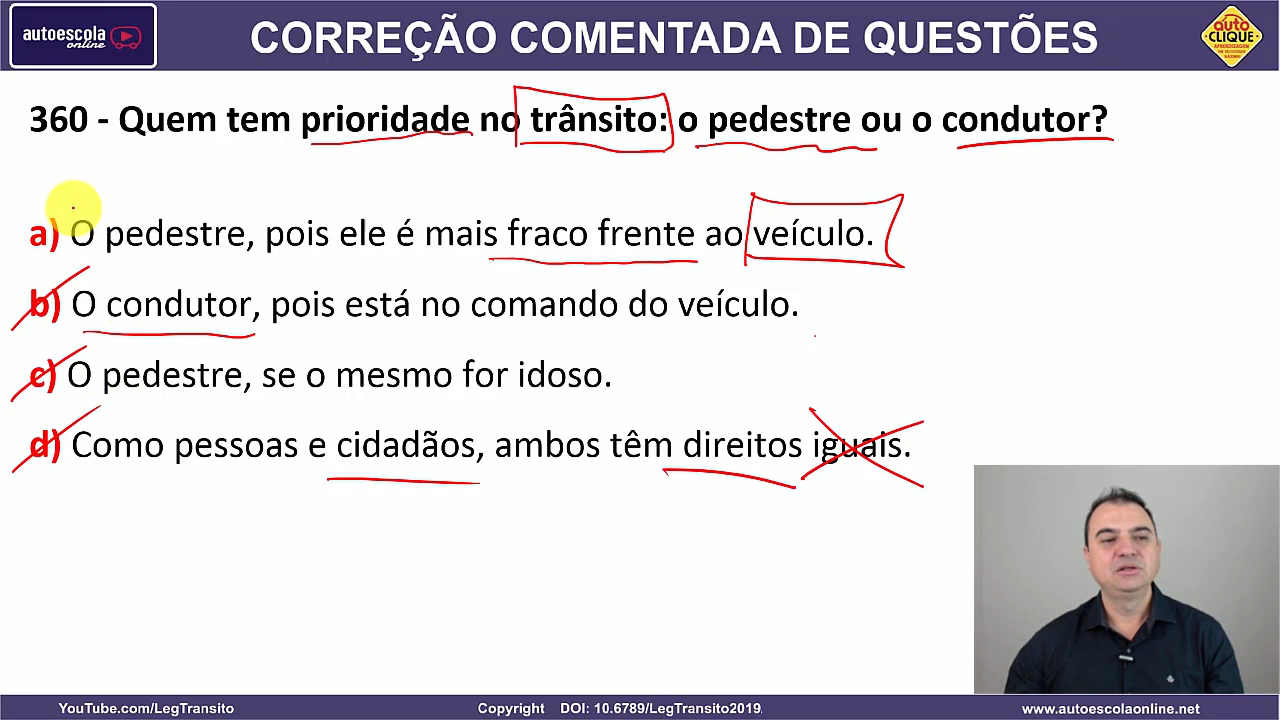 autoescola
online
CORREÇÃO COMENTADA DE QUESTÕES
auto
CLIQUE
APRENDIZAGEM
360 - Quem tem prioridade no trânsito: o pedestre ou o condutor?
a) O pedestre, pois ele é mais fraco frente ao veículo.
b) O condutor, pois está no comando do veículo.
c) O pedestre, se o mesmo for idoso.
d) Como pessoas e cidadãos, ambos têm direitos iguais.
YouTube.com/LegTransito Copyright DOI: 10.6789/LegTransito2019 www.autoescolaonline.net